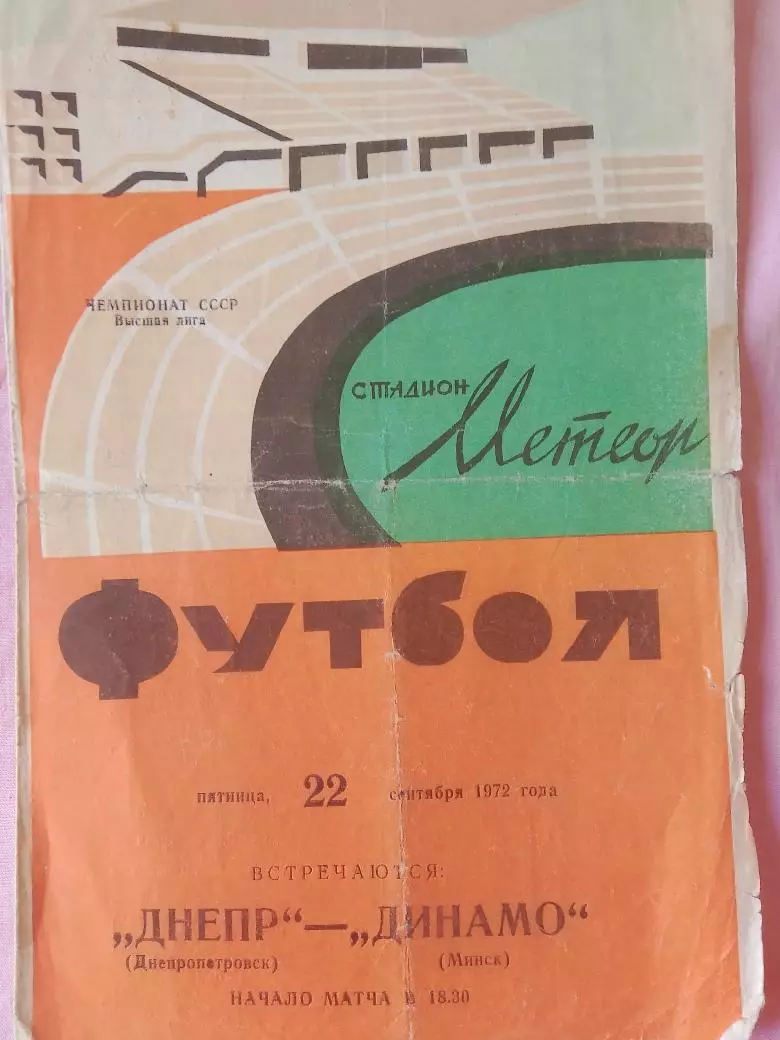 ЧЕМПИОНАТ СССР
Высшая лига
СТАДИОН
Метеор
ФУТБОЛ
пятница, 22 сентября 1972 года
ВСТРЕЧАЮТСЯ:
„ДНЕПР“—„ДИНАМО“
(Днепропетровск) (Минск)
НАЧАЛО МАТЧА В 18.30